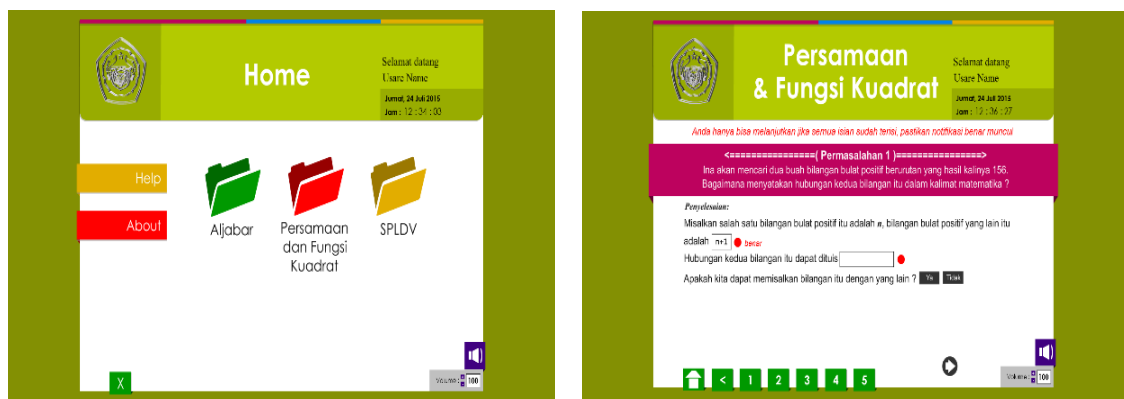 Home
Selamat datang
Usare Name
Jumat, 24 Juli 2015
Jam : 12 : 34 : 03
Help
About
Aljabar
Persamaan
dan Fungsi
Kuadrat
SPLDV
X
Volume : 100
Persamaan
& Fungsi Kuadrat
Selamat datang
Usare Name
Jumat, 24 Juli 2015
Jam : 12 : 36 : 27
Anda hanya bisa melanjutkan jika semua isian sudah terisi, pastikan notifikasi benar muncul
<================( Permasalahan 1 )================>
Ina akan mencari dua buah bilangan bulat positif berurutan yang hasil kalinya 156.
Bagaimana menyatakan hubungan kedua bilangan itu dalam kalimat matematika ?
Penyelesaian:
Misalkan salah satu bilangan bulat positif itu adalah n, bilangan bulat positif yang lain itu
adalah n+1 benar
Hubungan kedua bilangan itu dapat dituis
Apakah kita dapat memisalkan bilangan itu dengan yang lain ? Ya Tidak
< 1 2 3 4 5
Volume : 100